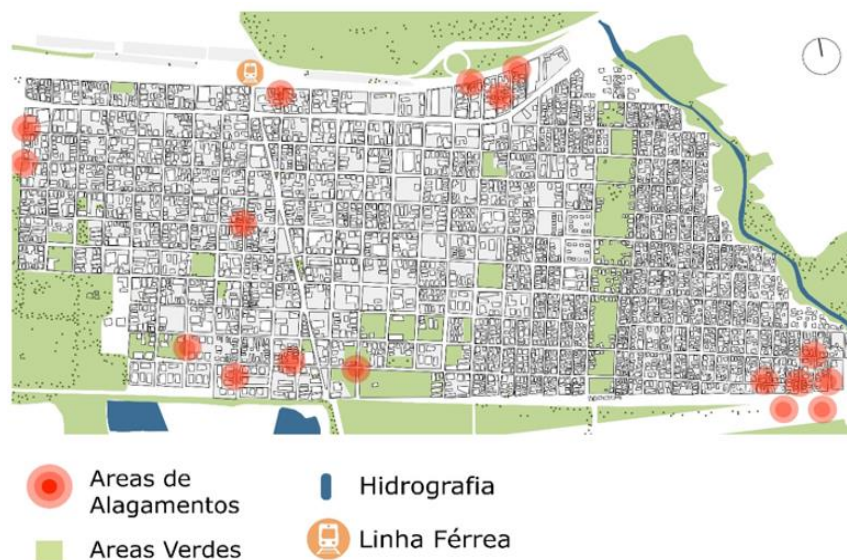 Areas de
Alagamentos
Hidrografia
Areas Verdes
Linha Férrea